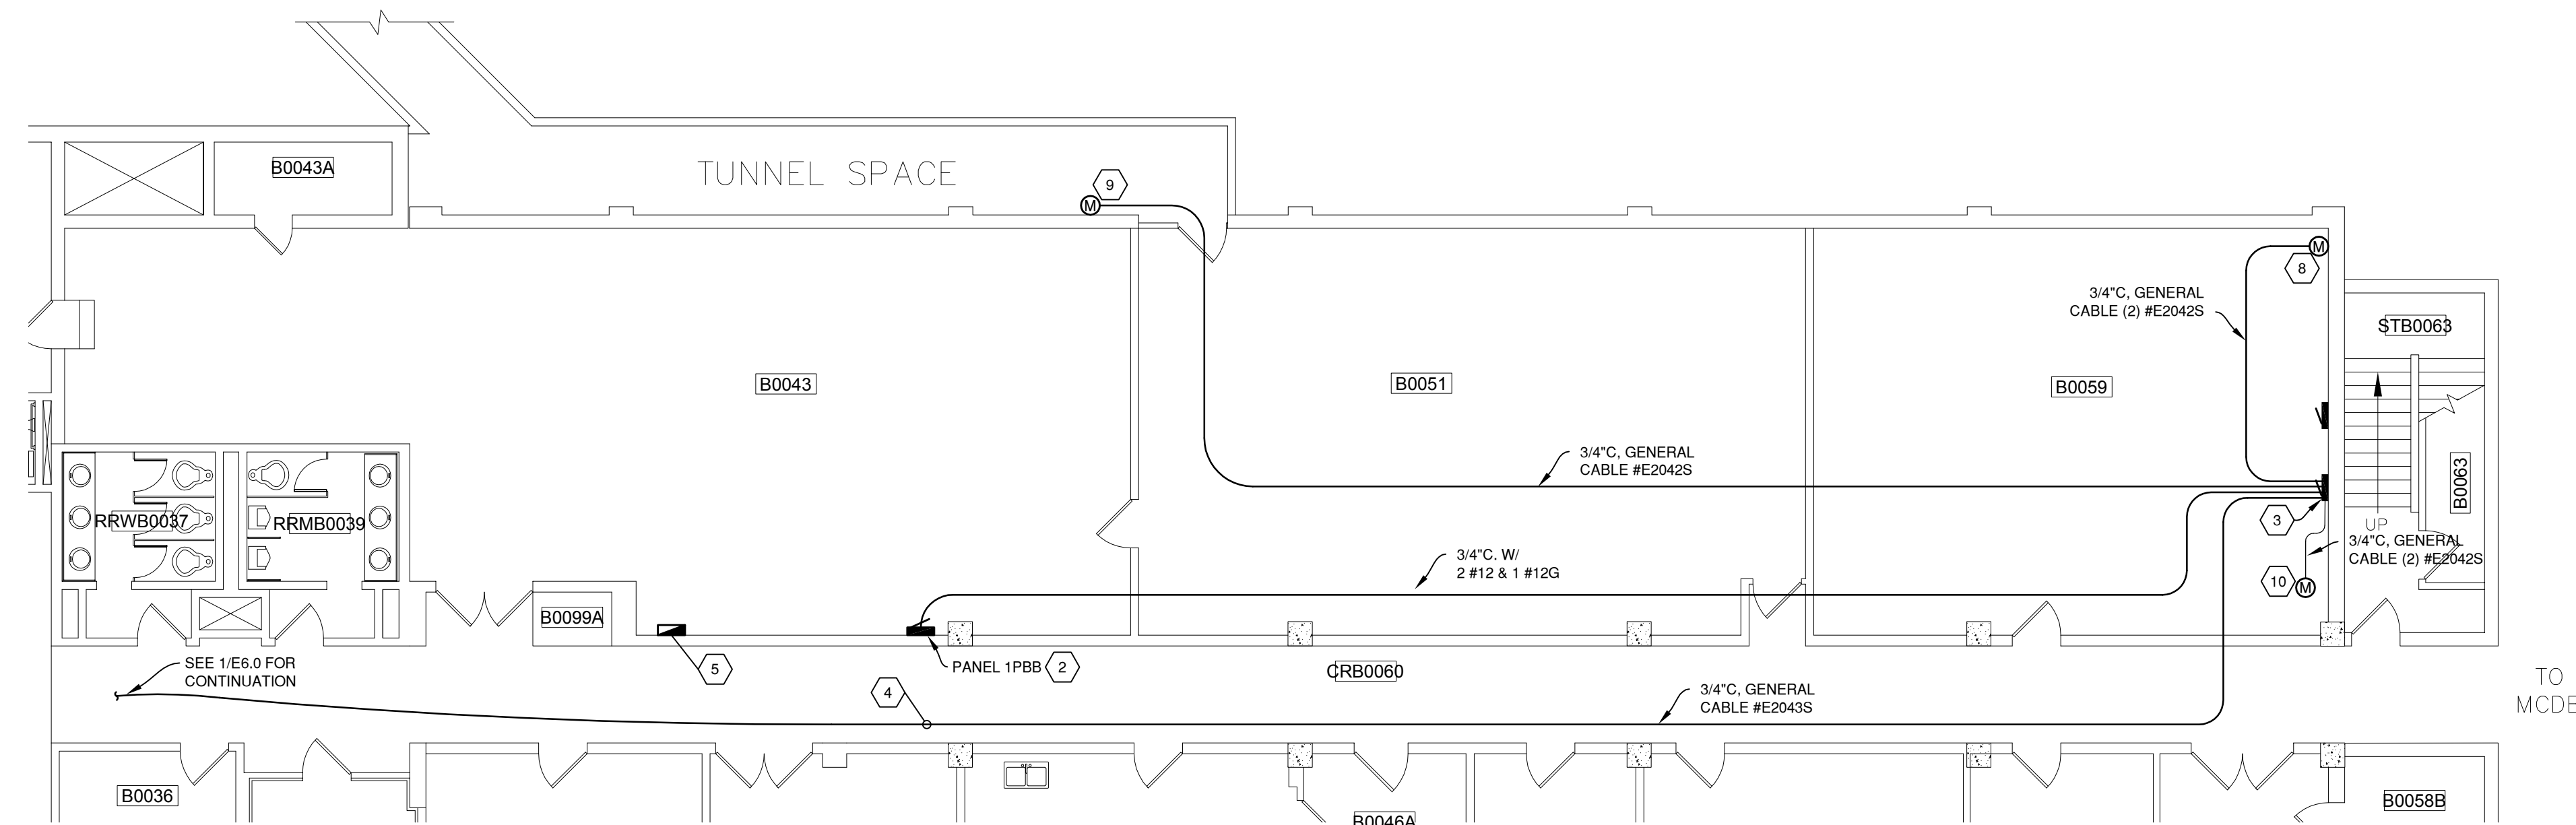 B0043A
TUNNEL SPACE
9
M
M
8
3/4"C, GENERAL
CABLE (2) #E2042S
STB0063
B0043
B0051
B0059
3/4"C, GENERAL
CABLE #E2042S
B0063
RRWB0037
RRMB0039
3
UP
3/4"C, GENERAL
CABLE (2) #E2042S
3/4"C. W/
2 #12 & 1 #12G
10
M
B0099A
5
PANEL 1PBB
2
CRB0060
SEE 1/E6.0 FOR
CONTINUATION
4
3/4"C, GENERAL
CABLE #E2043S
TO
B0036
B0046A
B0058B